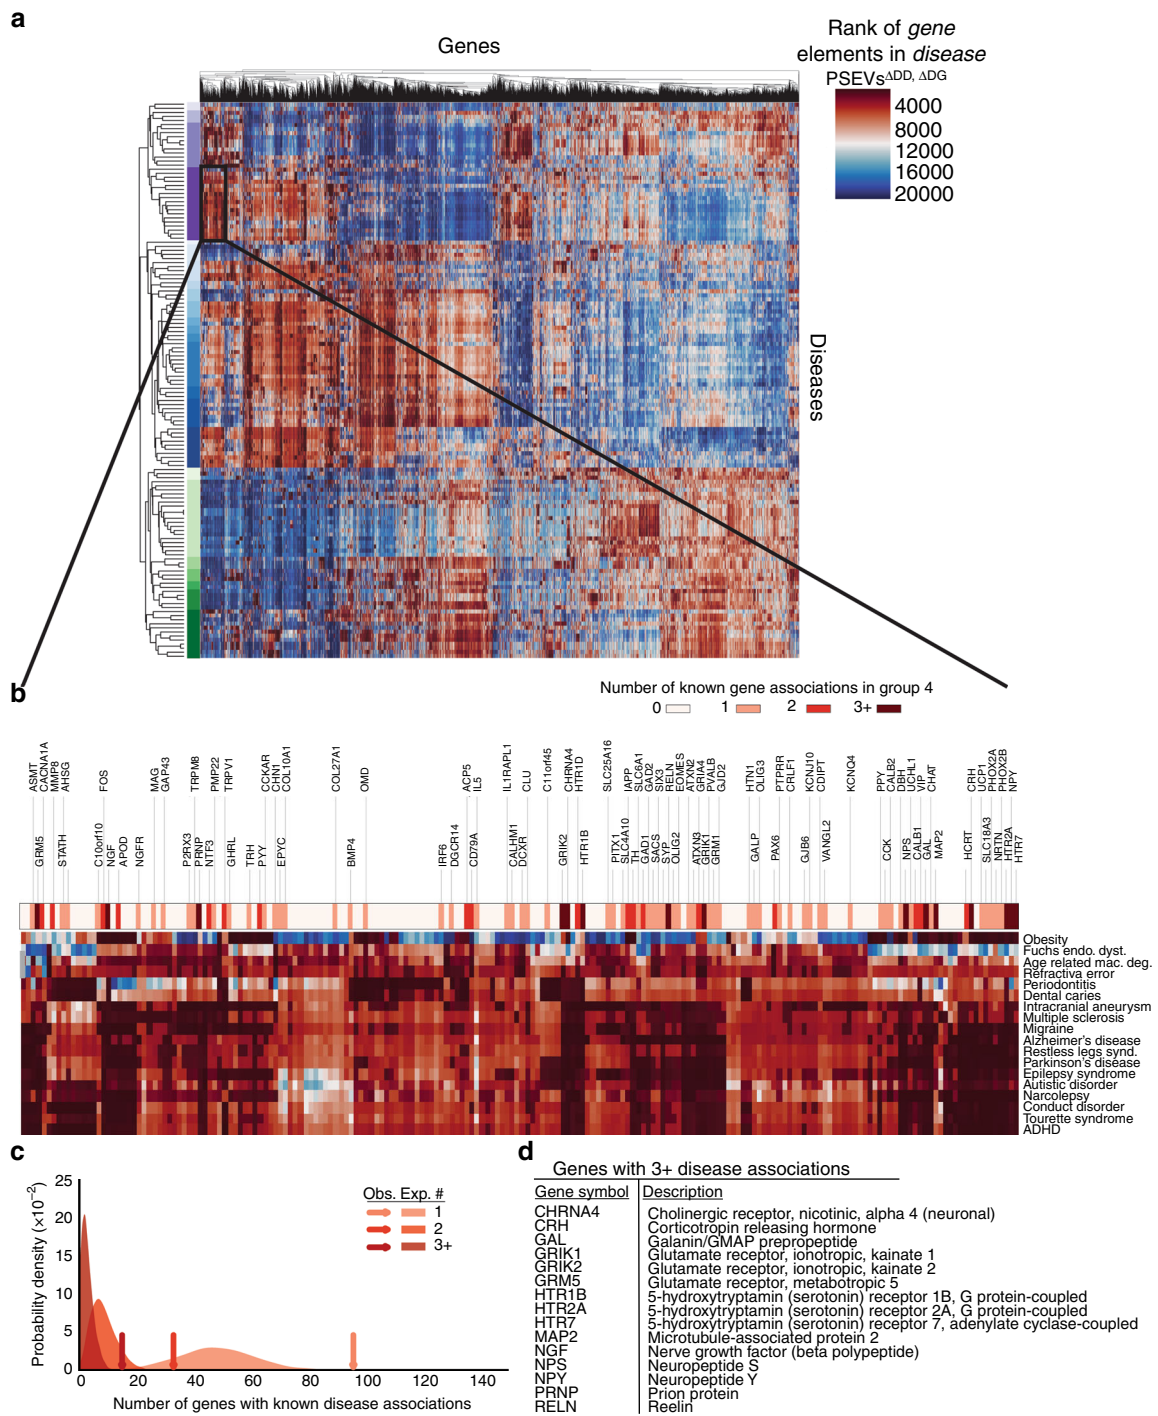 a
Genes
Rank of gene
elements in disease
PSEVsΔDD, ΔDG
4000
8000
12000
16000
20000
Diseases
b
Number of known gene associations in group 4
0 1 2 3+
ASMT CACNA1A MMP8 AHSG FOS MAG GAP43 TRPM8 PMP22 TRPV1 CCKAR CHN1 COL10A1 COL27A1 OMD ACP5 IL5 IL1RAPL1 CLU C11orf45 CHRNA4 HTR1D SLC25A16 IAPP SLC6A1 GAD2 SIX3 RELN EOMES ATXN2 GRIA4 PVALB GJD2 HTN1 OLIG3 PTPRR CRLF1 KCNJ10 CDIPT KCNQ4 PPY CALB2 DBH UCHL1 VIP CHAT CRH UCP1 PHOX2A PHOX2B NPY
GRM5 STATH C10orf10 NGF APOD NGFR P2RX3 PRNP NTF3 GHRL TRH PYY EPYC BMP4 IRF6 DGCR14 CD79A CALHM1 DCXR GRIK2 HTR1B PITX1 SLC4A10 TH GAD1 SACS SYP OLIG2 ATXN3 GRIK1 GRM1 GALP PAX6 GJB6 VANGL2 CCK NPS CALB1 GAL MAP2 HCRT SLC18A3 NRTN HTR2A HTR7
Obesity
Fuchs endo. dyst.
Age related mac. deg.
Refractive error
Periodontitis
Dental caries
Intracranial aneurysm
Multiple sclerosis
Migraine
Alzheimer's disease
Restless legs synd.
Parkinson's disease
Epilepsy syndrome
Autistic disorder
Narcolepsy
Conduct disorder
Tourette syndrome
ADHD
c
Probability density (×10−2)
25
20
15
10
5
0
Obs. Exp. #
1
2
3+
0 20 40 60 80 100 120 140
Number of genes with known disease associations
d
Genes with 3+ disease associations
Gene symbol Description
CHRNA4 Cholinergic receptor, nicotinic, alpha 4 (neuronal)
CRH Corticotropin releasing hormone
GAL Galanin/GMAP prepropeptide
GRIK1 Glutamate receptor, ionotropic, kainate 1
GRIK2 Glutamate receptor, ionotropic, kainate 2
GRM5 Glutamate receptor, metabotropic 5
HTR1B 5-hydroxytryptamin (serotonin) receptor 1B, G protein-coupled
HTR2A 5-hydroxytryptamin (serotonin) receptor 2A, G protein-coupled
HTR7 5-hydroxytryptamin (serotonin) receptor 7, adenylate cyclase-coupled
MAP2 Microtubule-associated protein 2
NGF Nerve growth factor (beta polypeptide)
NPS Neuropeptide S
NPY Neuropeptide Y
PRNP Prion protein
RELN Reelin